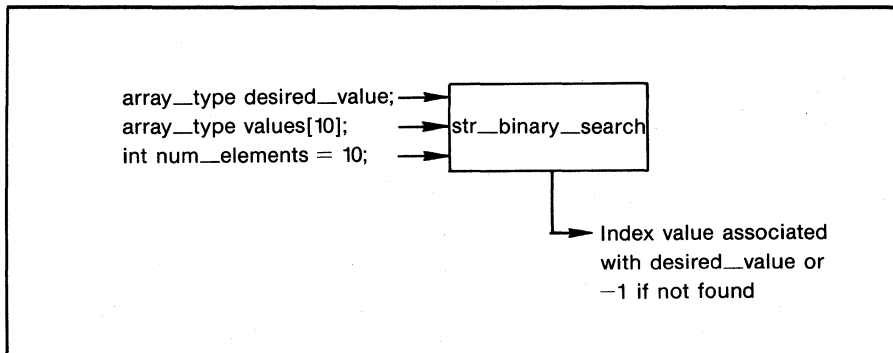 array__type desired__value;
array__type values[10];
int num__elements = 10;
str__binary__search
Index value associated
with desired__value or
−1 if not found